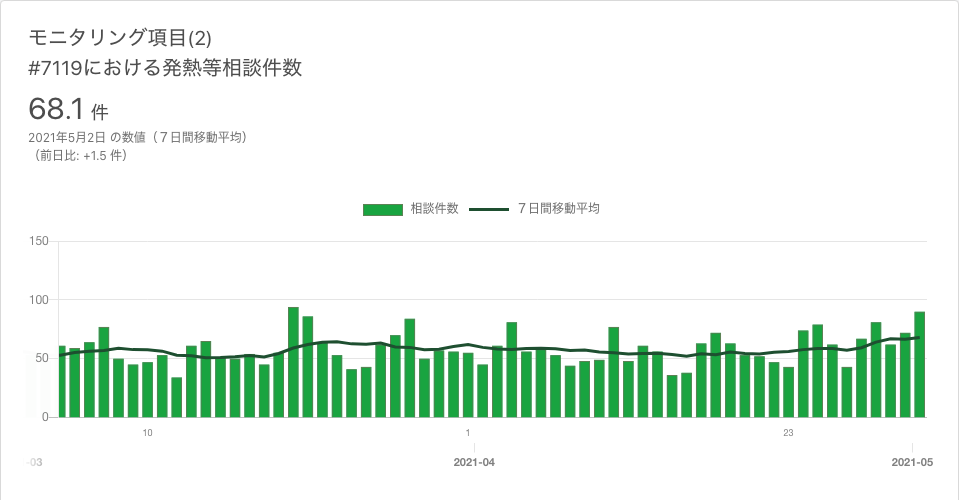 モニタリング項目(2)
#7119における発熱等相談件数
68.1 件
2021年5月2日 の数値（７日間移動平均）
（前日比: +1.5 件）
相談件数 ７日間移動平均
150
100
50
0
10 1 23
-03 2021-04 2021-05